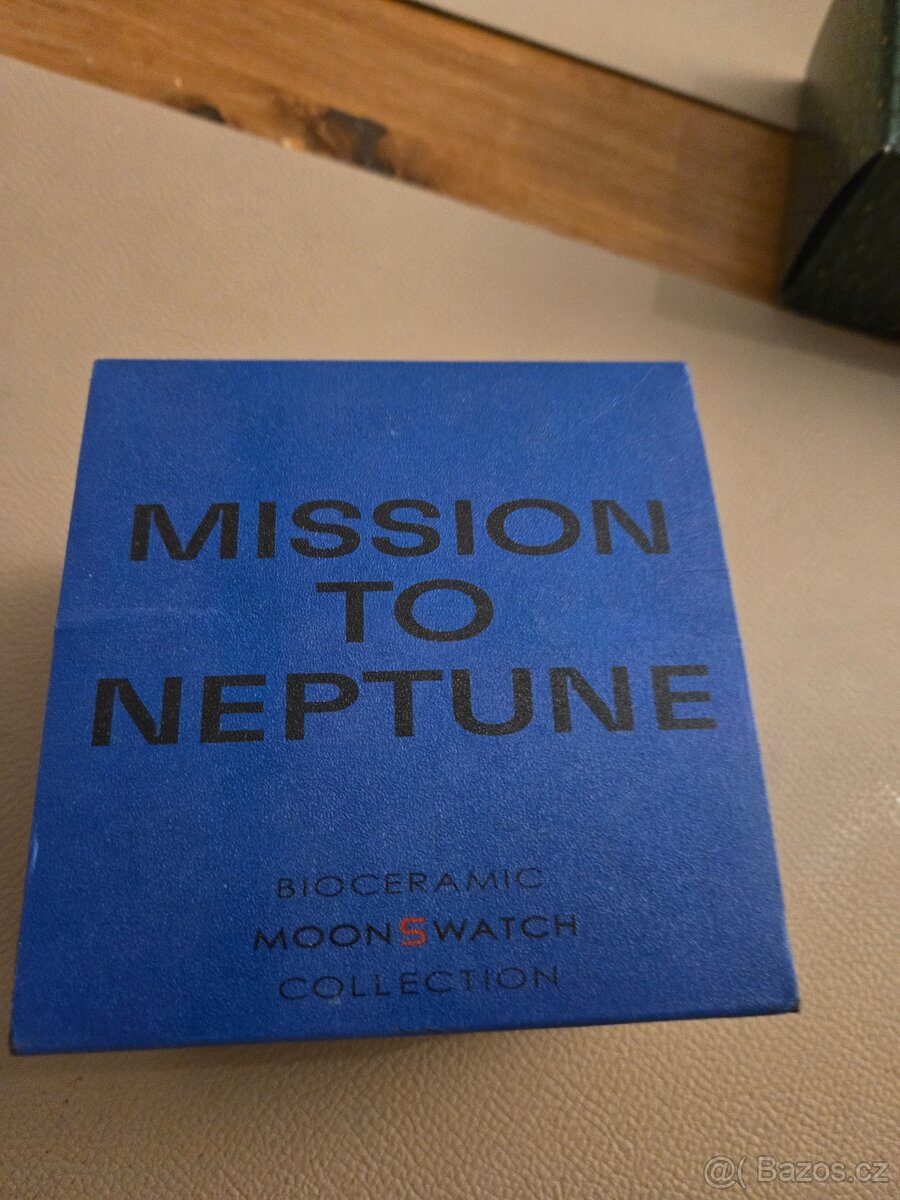 MISSION
TO
NEPTUNE
BIOCERAMIC
MOONSWATCH
COLLECTION
@( Bazos.cz